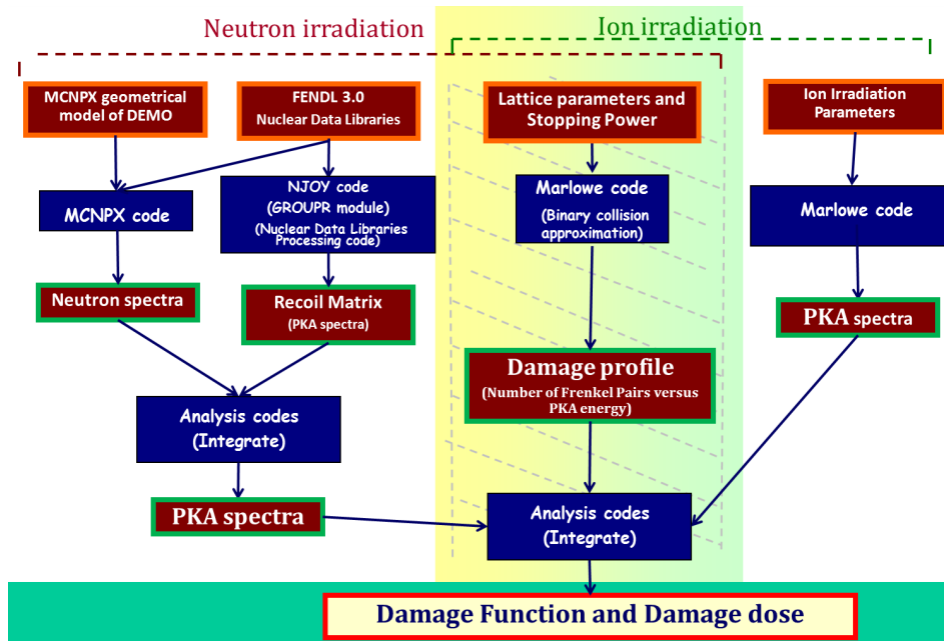 Neutron irradiation
Ion irradiation
MCNPX geometrical
model of DEMO
FENDL 3.0
Nuclear Data Libraries
Lattice parameters and
Stopping Power
Ion Irradiation
Parameters
MCNPX code
NJOY code
(GROUPR module)
(Nuclear Data Libraries
Processing code)
Marlowe code
(Binary collision
approximation)
Marlowe code
Neutron spectra
Recoil Matrix
(PKA spectra)
PKA spectra
Damage profile
(Number of Frenkel Pairs versus
PKA energy)
Analysis codes
(Integrate)
PKA spectra
Analysis codes
(Integrate)
Damage Function and Damage dose